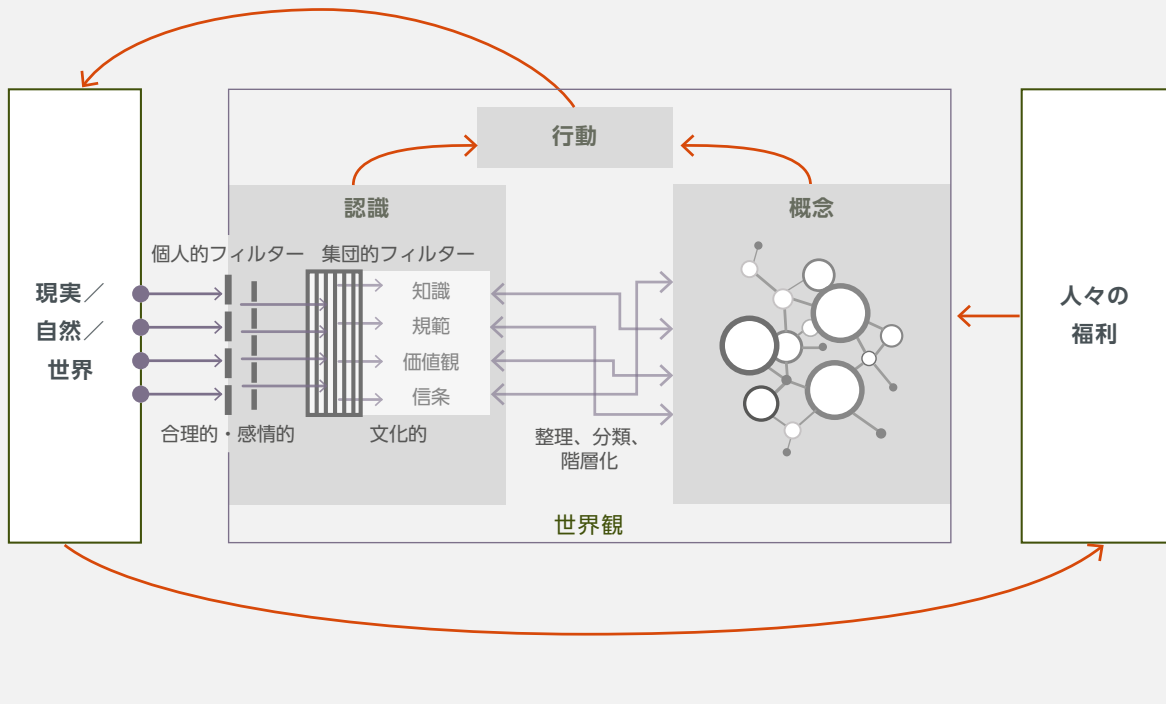 行動
認識
概念
個人的フィルター
集団的フィルター
現実／
自然／
世界
知識
規範
価値観
信条
人々の
福利
合理的・感情的
文化的
整理、分類、
階層化
世界観